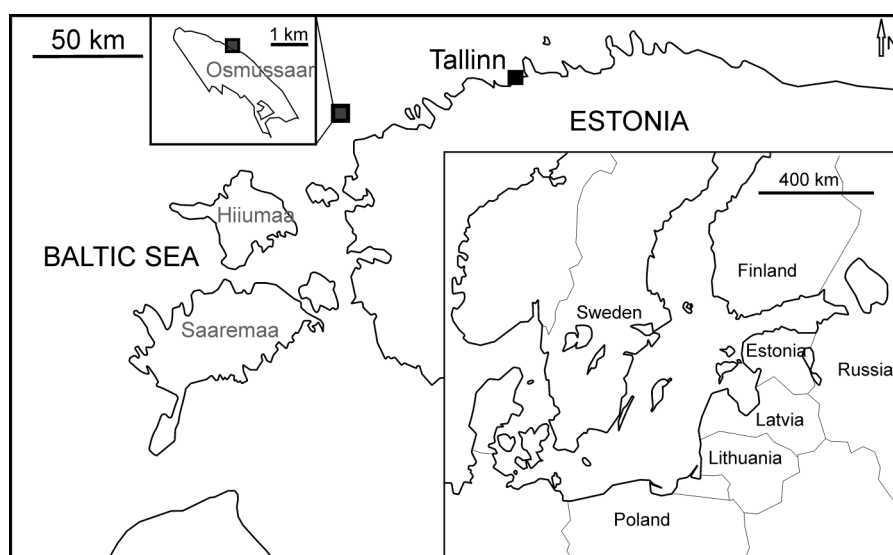 50 km
1 km
Osmussaar
Tallinn
N
ESTONIA
Hiiumaa
BALTIC SEA
Saaremaa
400 km
Finland
Sweden
Estonia
Russia
Latvia
Lithuania
Poland